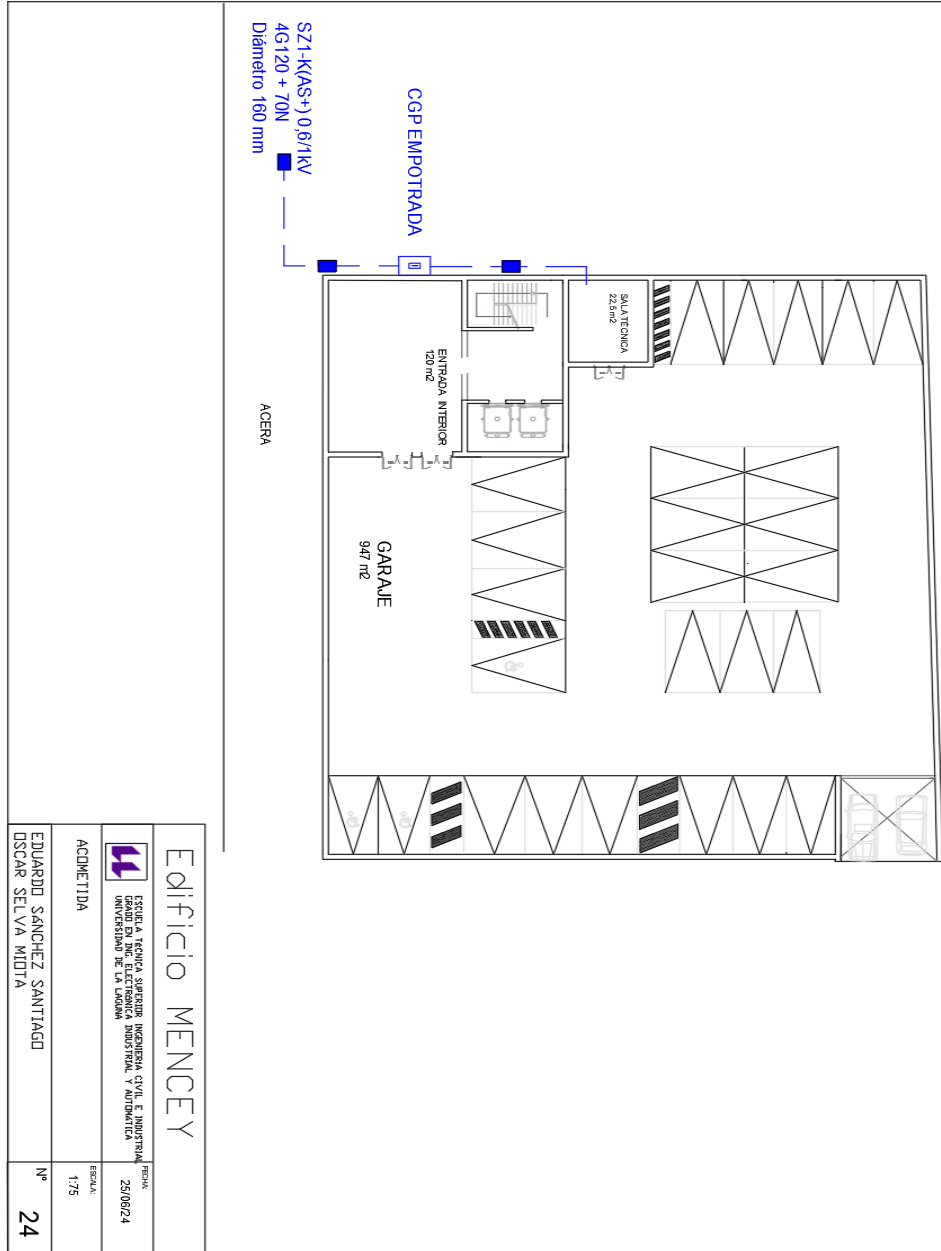 SZ1-K(AS+) 0,6/1kV
4G120 + 70N
Diámetro 160 mm
CGP EMPOTRADA
SALA TÉCNICA
22,5 m2
ENTRADA INTERIOR
120 m2
ACERA
GARAJE
947 m2
Edificio MENCEY
ESCUELA TÉCNICA SUPERIOR INGENIERÍA CIVIL E INDUSTRIAL
GRADO EN ING. ELECTRÓNICA INDUSTRIAL Y AUTOMÁTICA
UNIVERSIDAD DE LA LAGUNA
FECHA:
25/06/24
ACOMETIDA
ESCALA:
1:75
EDUARDO SÁNCHEZ SANTIAGO
OSCAR SELVA MIOTA
Nº
24